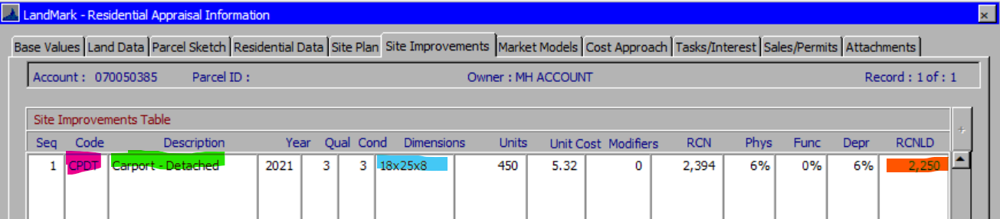 LandMark - Residential Appraisal Information
Base Values Land Data Parcel Sketch Residential Data Site Plan Site Improvements Market Models Cost Approach Tasks/Interest Sales/Permits Attachments
Account : 070050385 Parcel ID : Owner : MH ACCOUNT Record : 1 of : 1
Site Improvements Table
Seq Code Description Year Qual Cond Dimensions Units Unit Cost Modifiers RCN Phys Func Depr RCNLD
1 CPDT Carport - Detached 2021 3 3 18x25x8 450 5.32 0 2,394 6% 0% 6% 2,250